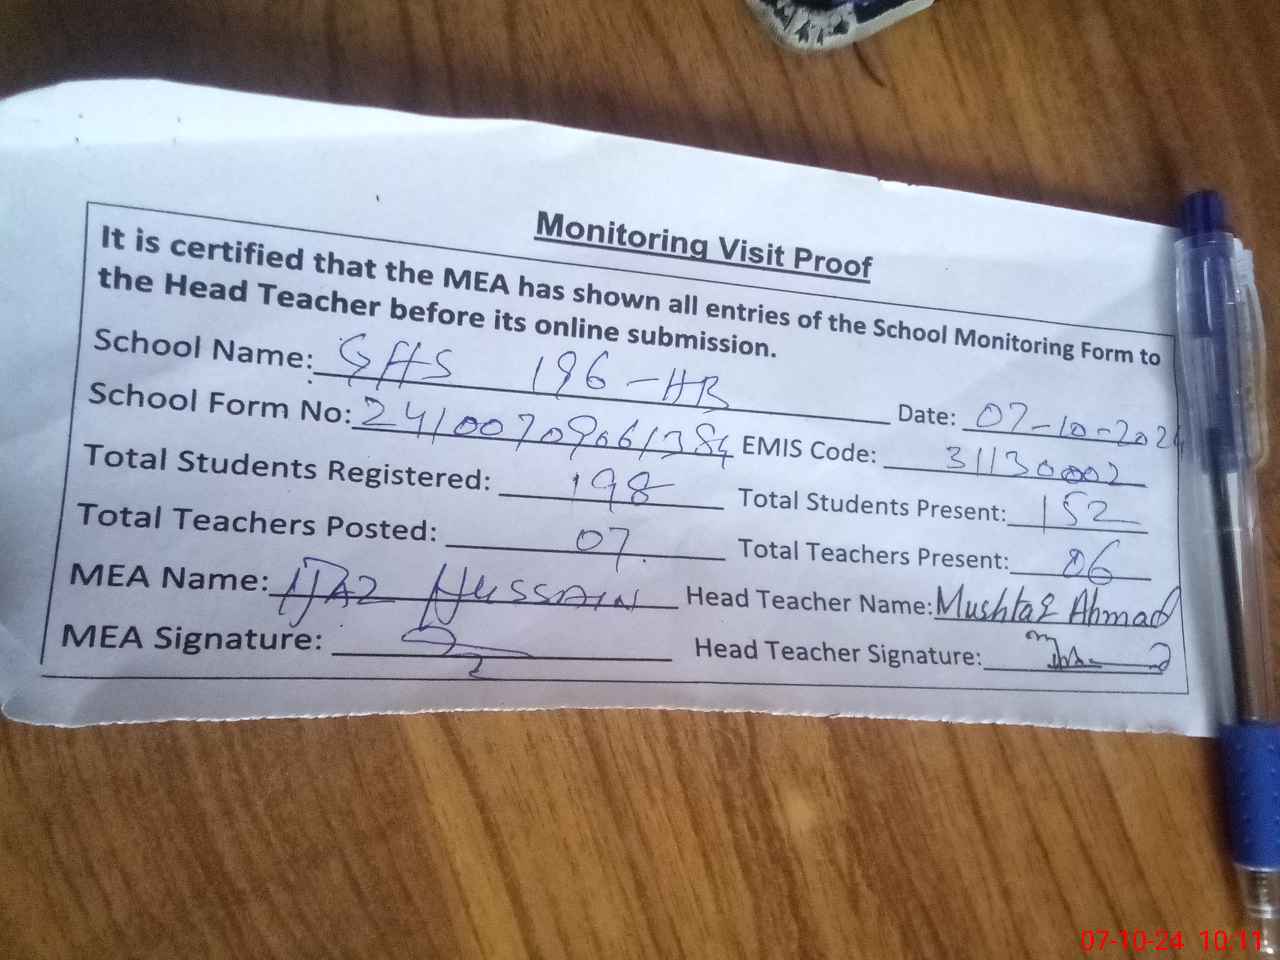 Monitoring Visit Proof
It is certified that the MEA has shown all entries of the School Monitoring Form to
the Head Teacher before its online submission.
School Name: GHS 196-HB Date: 07-10-2024
School Form No: 24100709061384 EMIS Code: 31130002
Total Students Registered: 198 Total Students Present: 152
Total Teachers Posted: 07 Total Teachers Present: 06
MEA Name: IJAZ HUSSAIN Head Teacher Name: Mushtaq Ahmad
MEA Signature: Head Teacher Signature:
07-10-24 10:11